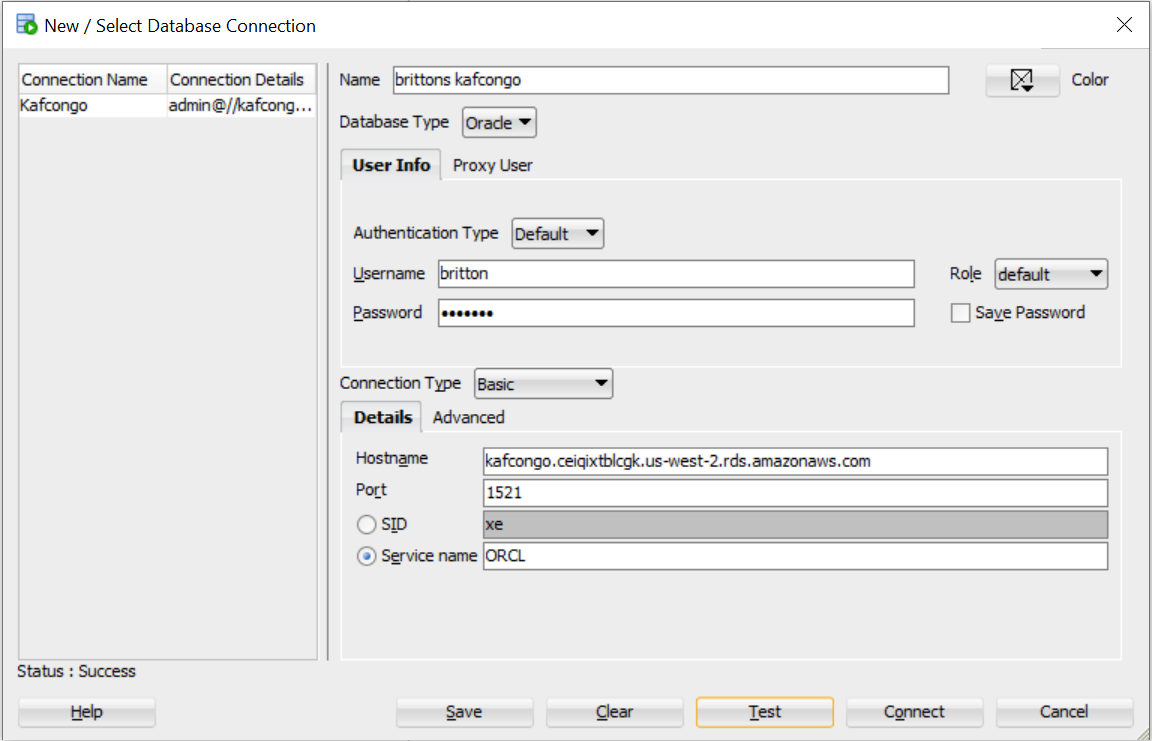 New / Select Database Connection
Connection Name Connection Details
Kafcongo admin@//kafcong...
Name brittons kafcongo Color
Database Type Oracle
User Info Proxy User
Authentication Type Default
Username britton Role default
Password ••••••• Save Password
Connection Type Basic
Details Advanced
Hostname kafcongo.ceiqixtblcgk.us-west-2.rds.amazonaws.com
Port 1521
SID xe
Service name ORCL
Status : Success
Help Save Clear Test Connect Cancel